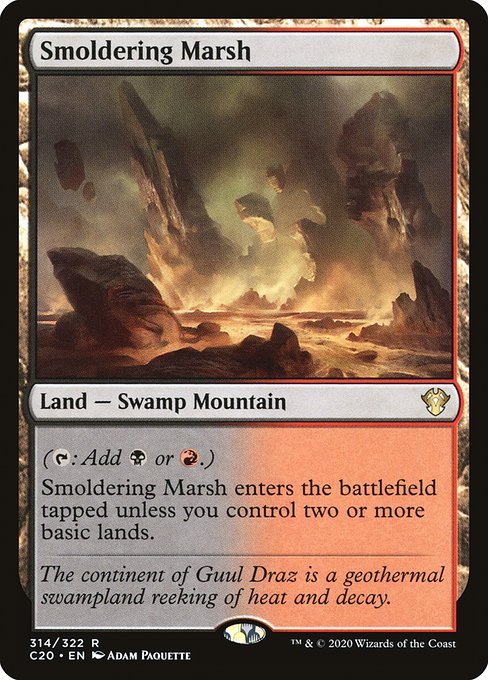 Smoldering Marsh
Land — Swamp Mountain
(T: Add B or R.)
Smoldering Marsh enters the battlefield
tapped unless you control two or more
basic lands.
The continent of Guul Draz is a geothermal
swampland reeking of heat and decay.
314/322 R
C20 • EN Adam Paquette
™ & © 2020 Wizards of the Coast